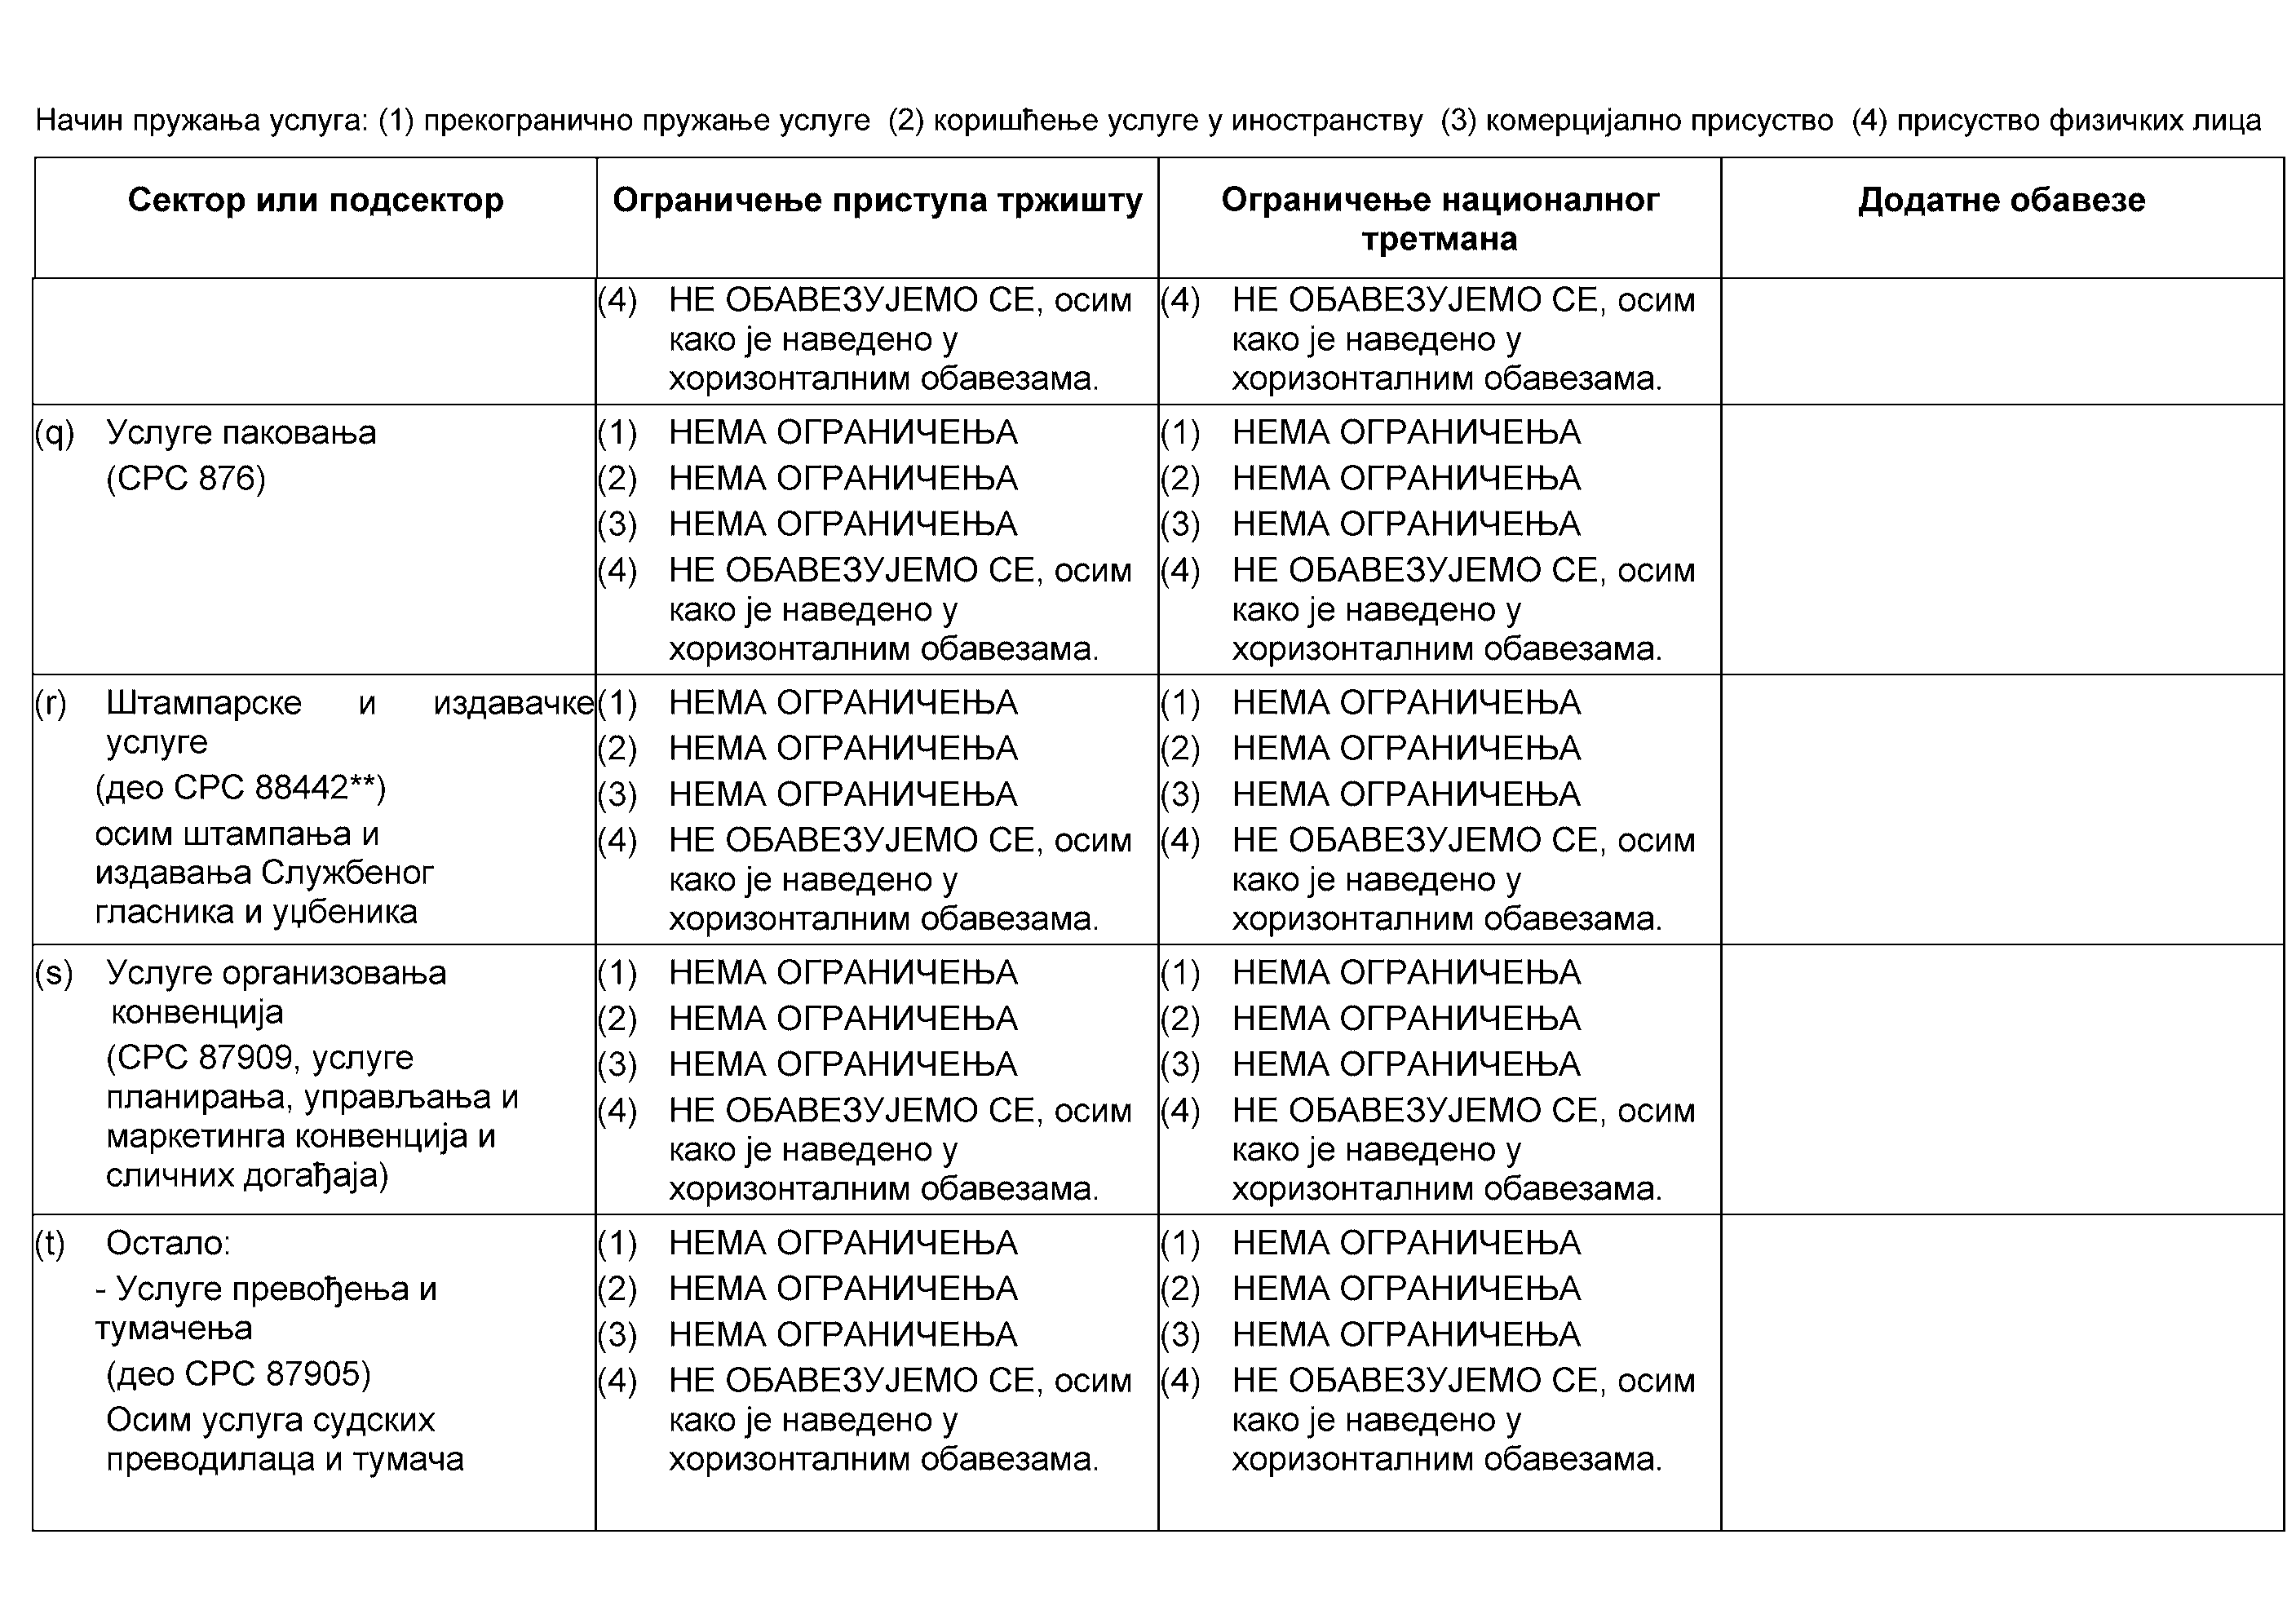 Начин пружања услуга: (1) прекогранично пружање услуге (2) коришћење услуге у иностранству (3) комерцијално присуство (4) присуство физичких лица
Сектор или подсектор
Ограничење приступа тржишту
Ограничење националног
третмана
Додатне обавезе
(4) НЕ ОБАВЕЗУЈЕМО СЕ, осим
како је наведено у
хоризонталним обавезама.
(4) НЕ ОБАВЕЗУЈЕМО СЕ, осим
како је наведено у
хоризонталним обавезама.
(q) Услуге паковања
(CPC 876)
(1) НЕМА ОГРАНИЧЕЊА
(2) НЕМА ОГРАНИЧЕЊА
(3) НЕМА ОГРАНИЧЕЊА
(4) НЕ ОБАВЕЗУЈЕМО СЕ, осим
како је наведено у
хоризонталним обавезама.
(1) НЕМА ОГРАНИЧЕЊА
(2) НЕМА ОГРАНИЧЕЊА
(3) НЕМА ОГРАНИЧЕЊА
(4) НЕ ОБАВЕЗУЈЕМО СЕ, осим
како је наведено у
хоризонталним обавезама.
(r) Штампарске и издавачке
услуге
(део CPC 88442**)
осим штампања и
издавања Службеног
гласника и уџбеника
(1) НЕМА ОГРАНИЧЕЊА
(2) НЕМА ОГРАНИЧЕЊА
(3) НЕМА ОГРАНИЧЕЊА
(4) НЕ ОБАВЕЗУЈЕМО СЕ, осим
како је наведено у
хоризонталним обавезама.
(1) НЕМА ОГРАНИЧЕЊА
(2) НЕМА ОГРАНИЧЕЊА
(3) НЕМА ОГРАНИЧЕЊА
(4) НЕ ОБАВЕЗУЈЕМО СЕ, осим
како је наведено у
хоризонталним обавезама.
(s) Услуге организовања
конвенција
(CPC 87909, услуге
планирања, управљања и
маркетинга конвенција и
сличних догађаја)
(1) НЕМА ОГРАНИЧЕЊА
(2) НЕМА ОГРАНИЧЕЊА
(3) НЕМА ОГРАНИЧЕЊА
(4) НЕ ОБАВЕЗУЈЕМО СЕ, осим
како је наведено у
хоризонталним обавезама.
(1) НЕМА ОГРАНИЧЕЊА
(2) НЕМА ОГРАНИЧЕЊА
(3) НЕМА ОГРАНИЧЕЊА
(4) НЕ ОБАВЕЗУЈЕМО СЕ, осим
како је наведено у
хоризонталним обавезама.
(t) Остало:
- Услуге превођења и
тумачења
(део CPC 87905)
Осим услуга судских
преводилаца и тумача
(1) НЕМА ОГРАНИЧЕЊА
(2) НЕМА ОГРАНИЧЕЊА
(3) НЕМА ОГРАНИЧЕЊА
(4) НЕ ОБАВЕЗУЈЕМО СЕ, осим
како је наведено у
хоризонталним обавезама.
(1) НЕМА ОГРАНИЧЕЊА
(2) НЕМА ОГРАНИЧЕЊА
(3) НЕМА ОГРАНИЧЕЊА
(4) НЕ ОБАВЕЗУЈЕМО СЕ, осим
како је наведено у
хоризонталним обавезама.